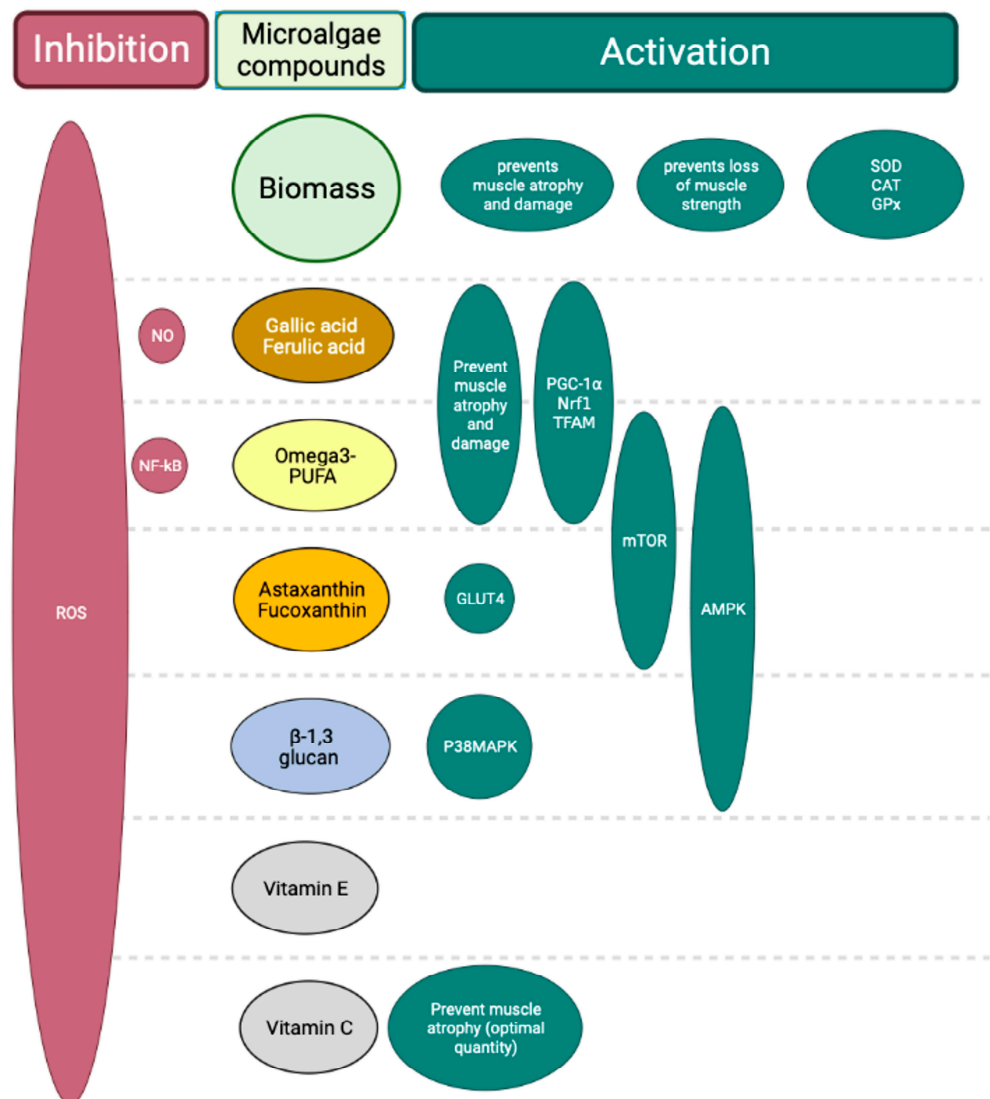 Inhibition
Microalgae
compounds
Activation
Biomass
prevents
muscle atrophy
and damage
prevents loss
of muscle
strength
SOD
CAT
GPx
NO
Gallic acid
Ferulic acid
Prevent
muscle
atrophy
and
damage
PGC-1α
Nrf1
TFAM
NF-kB
Omega3-
PUFA
mTOR
ROS
Astaxanthin
Fucoxanthin
GLUT4
AMPK
β-1,3
glucan
P38MAPK
Vitamin E
Vitamin C
Prevent muscle
atrophy (optimal
quantity)